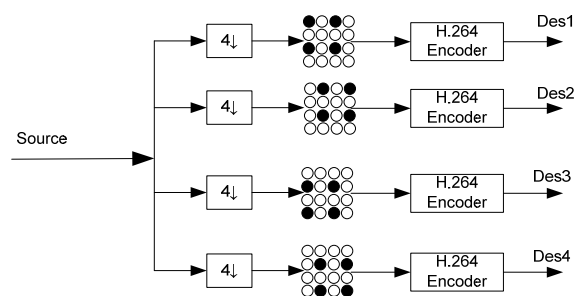 Des1
4↓
H.264
Encoder
Des2
4↓
H.264
Encoder
Source
Des3
4↓
H.264
Encoder
Des4
4↓
H.264
Encoder